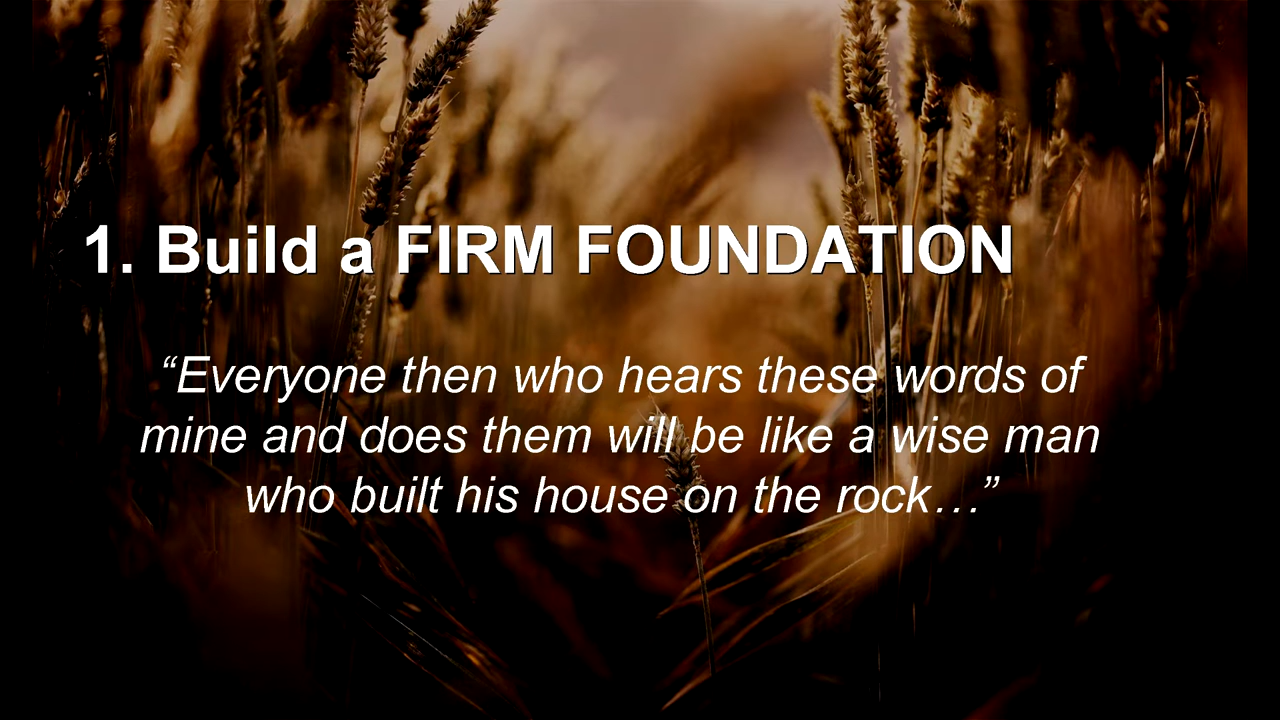 1. Build a FIRM FOUNDATION
“Everyone then who hears these words of
mine and does them will be like a wise man
who built his house on the rock…”